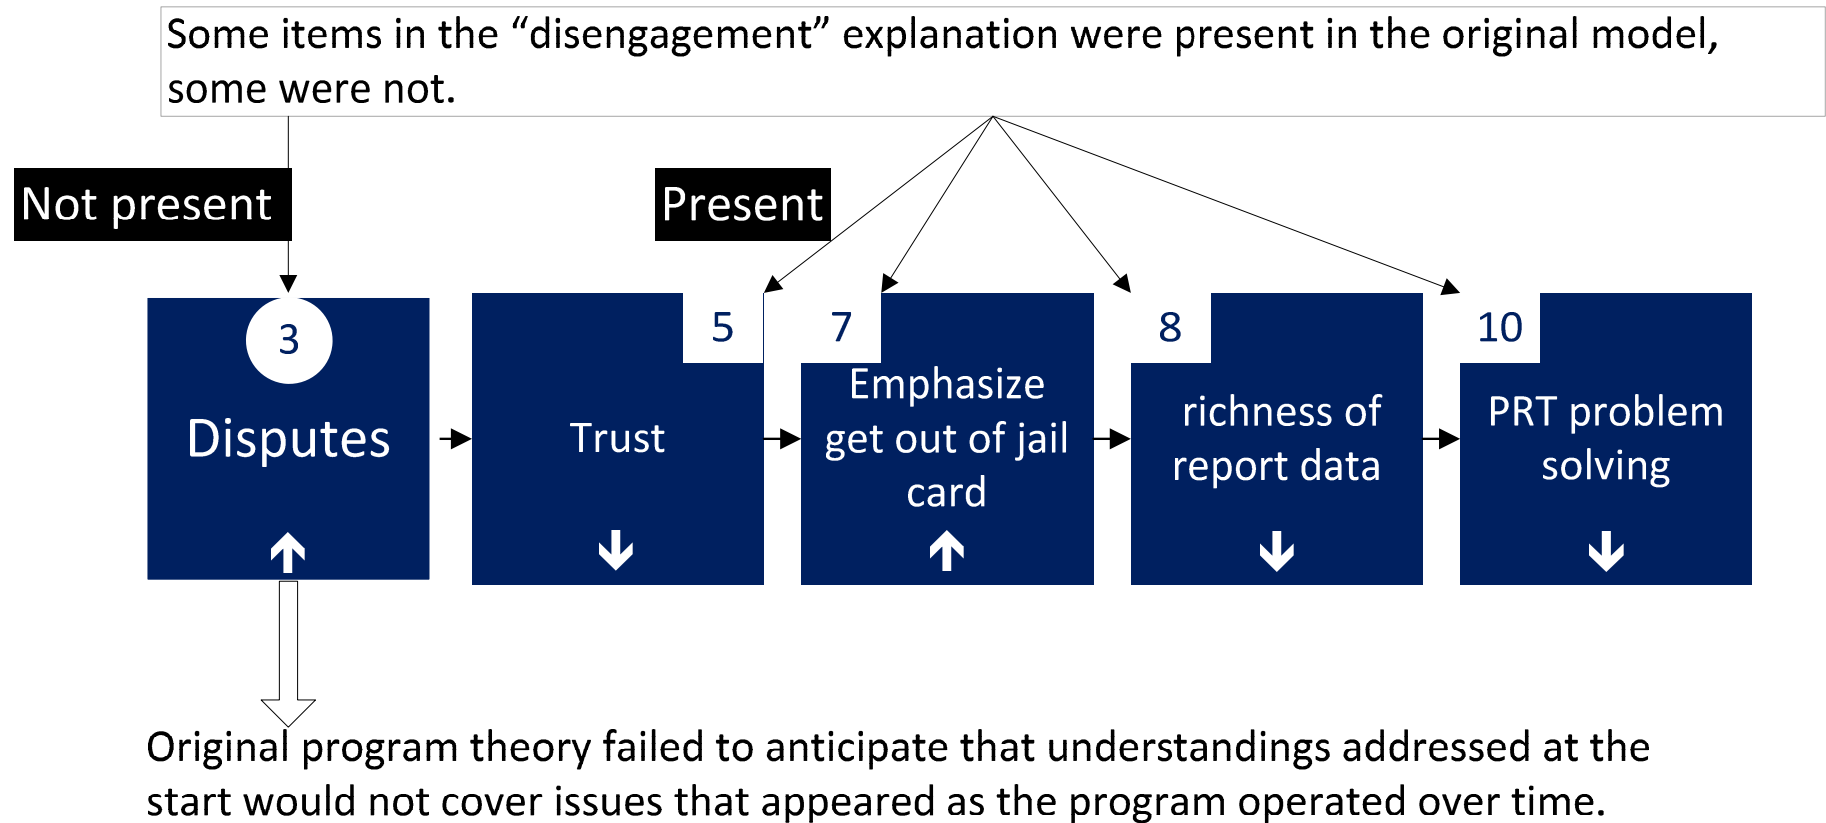 Some items in the “disengagement” explanation were present in the original model,
some were not.
Not present
Present
3
Disputes
5
Trust
7
Emphasize
get out of jail
card
8
richness of
report data
10
PRT problem
solving
Original program theory failed to anticipate that understandings addressed at the
start would not cover issues that appeared as the program operated over time.